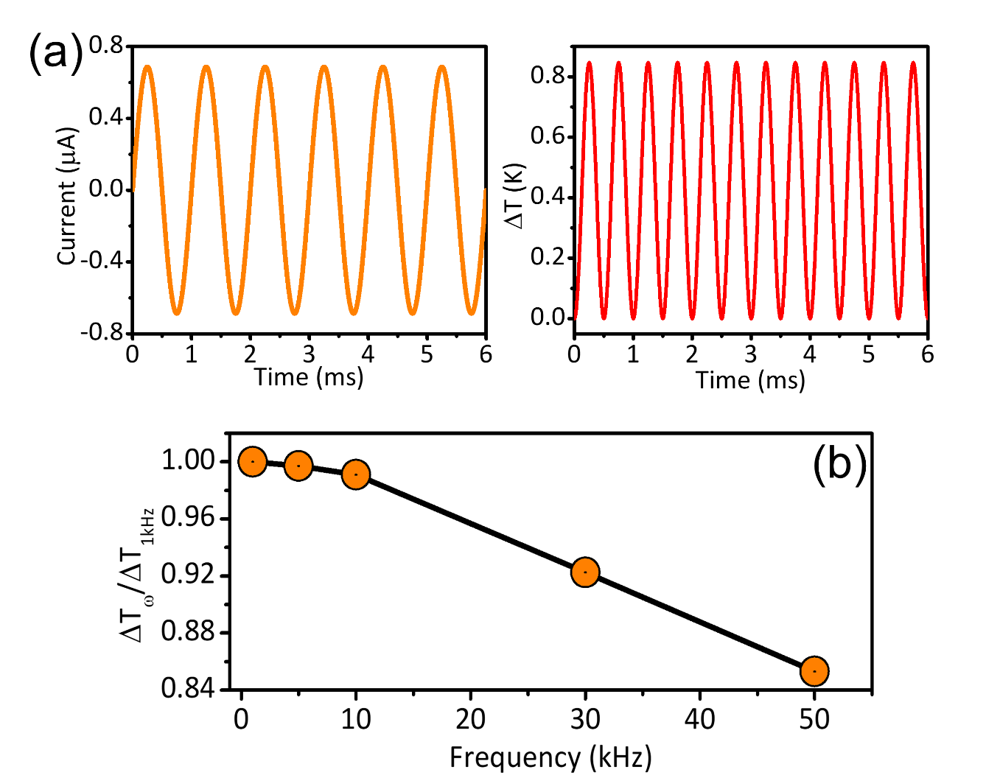 (a)
0.8
0.4
0.0
-0.4
-0.8
Current (μA)
0 1 2 3 4 5 6
Time (ms)
0.8
0.6
0.4
0.2
0.0
ΔT (K)
0 1 2 3 4 5 6
Time (ms)
(b)
1.00
0.96
0.92
0.88
0.84
ΔTω/ΔT1kHz
0 10 20 30 40 50
Frequency (kHz)